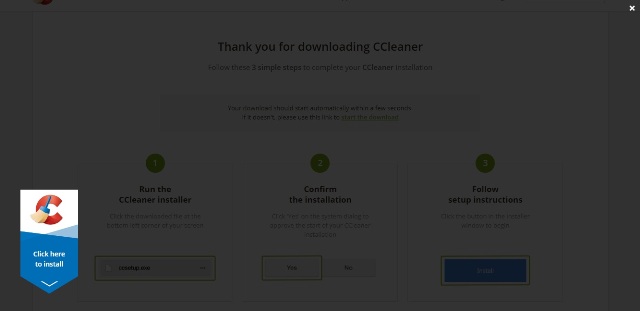 Thank you for downloading CCleaner
Follow these 3 simple steps to complete your CCleaner installation
Your download should start automatically within a few seconds.
If it doesn't, please use this link to start the download.
1
2
3
Run the
CCleaner installer
Confirm
the installation
Follow
setup instructions
Click the downloaded file at the
bottom left corner of your screen
Click Yes on the system dialog to
approve the start of your CCleaner
installation.
Click the button in the installer
window to begin
Yes
No
Install
Click here
to install